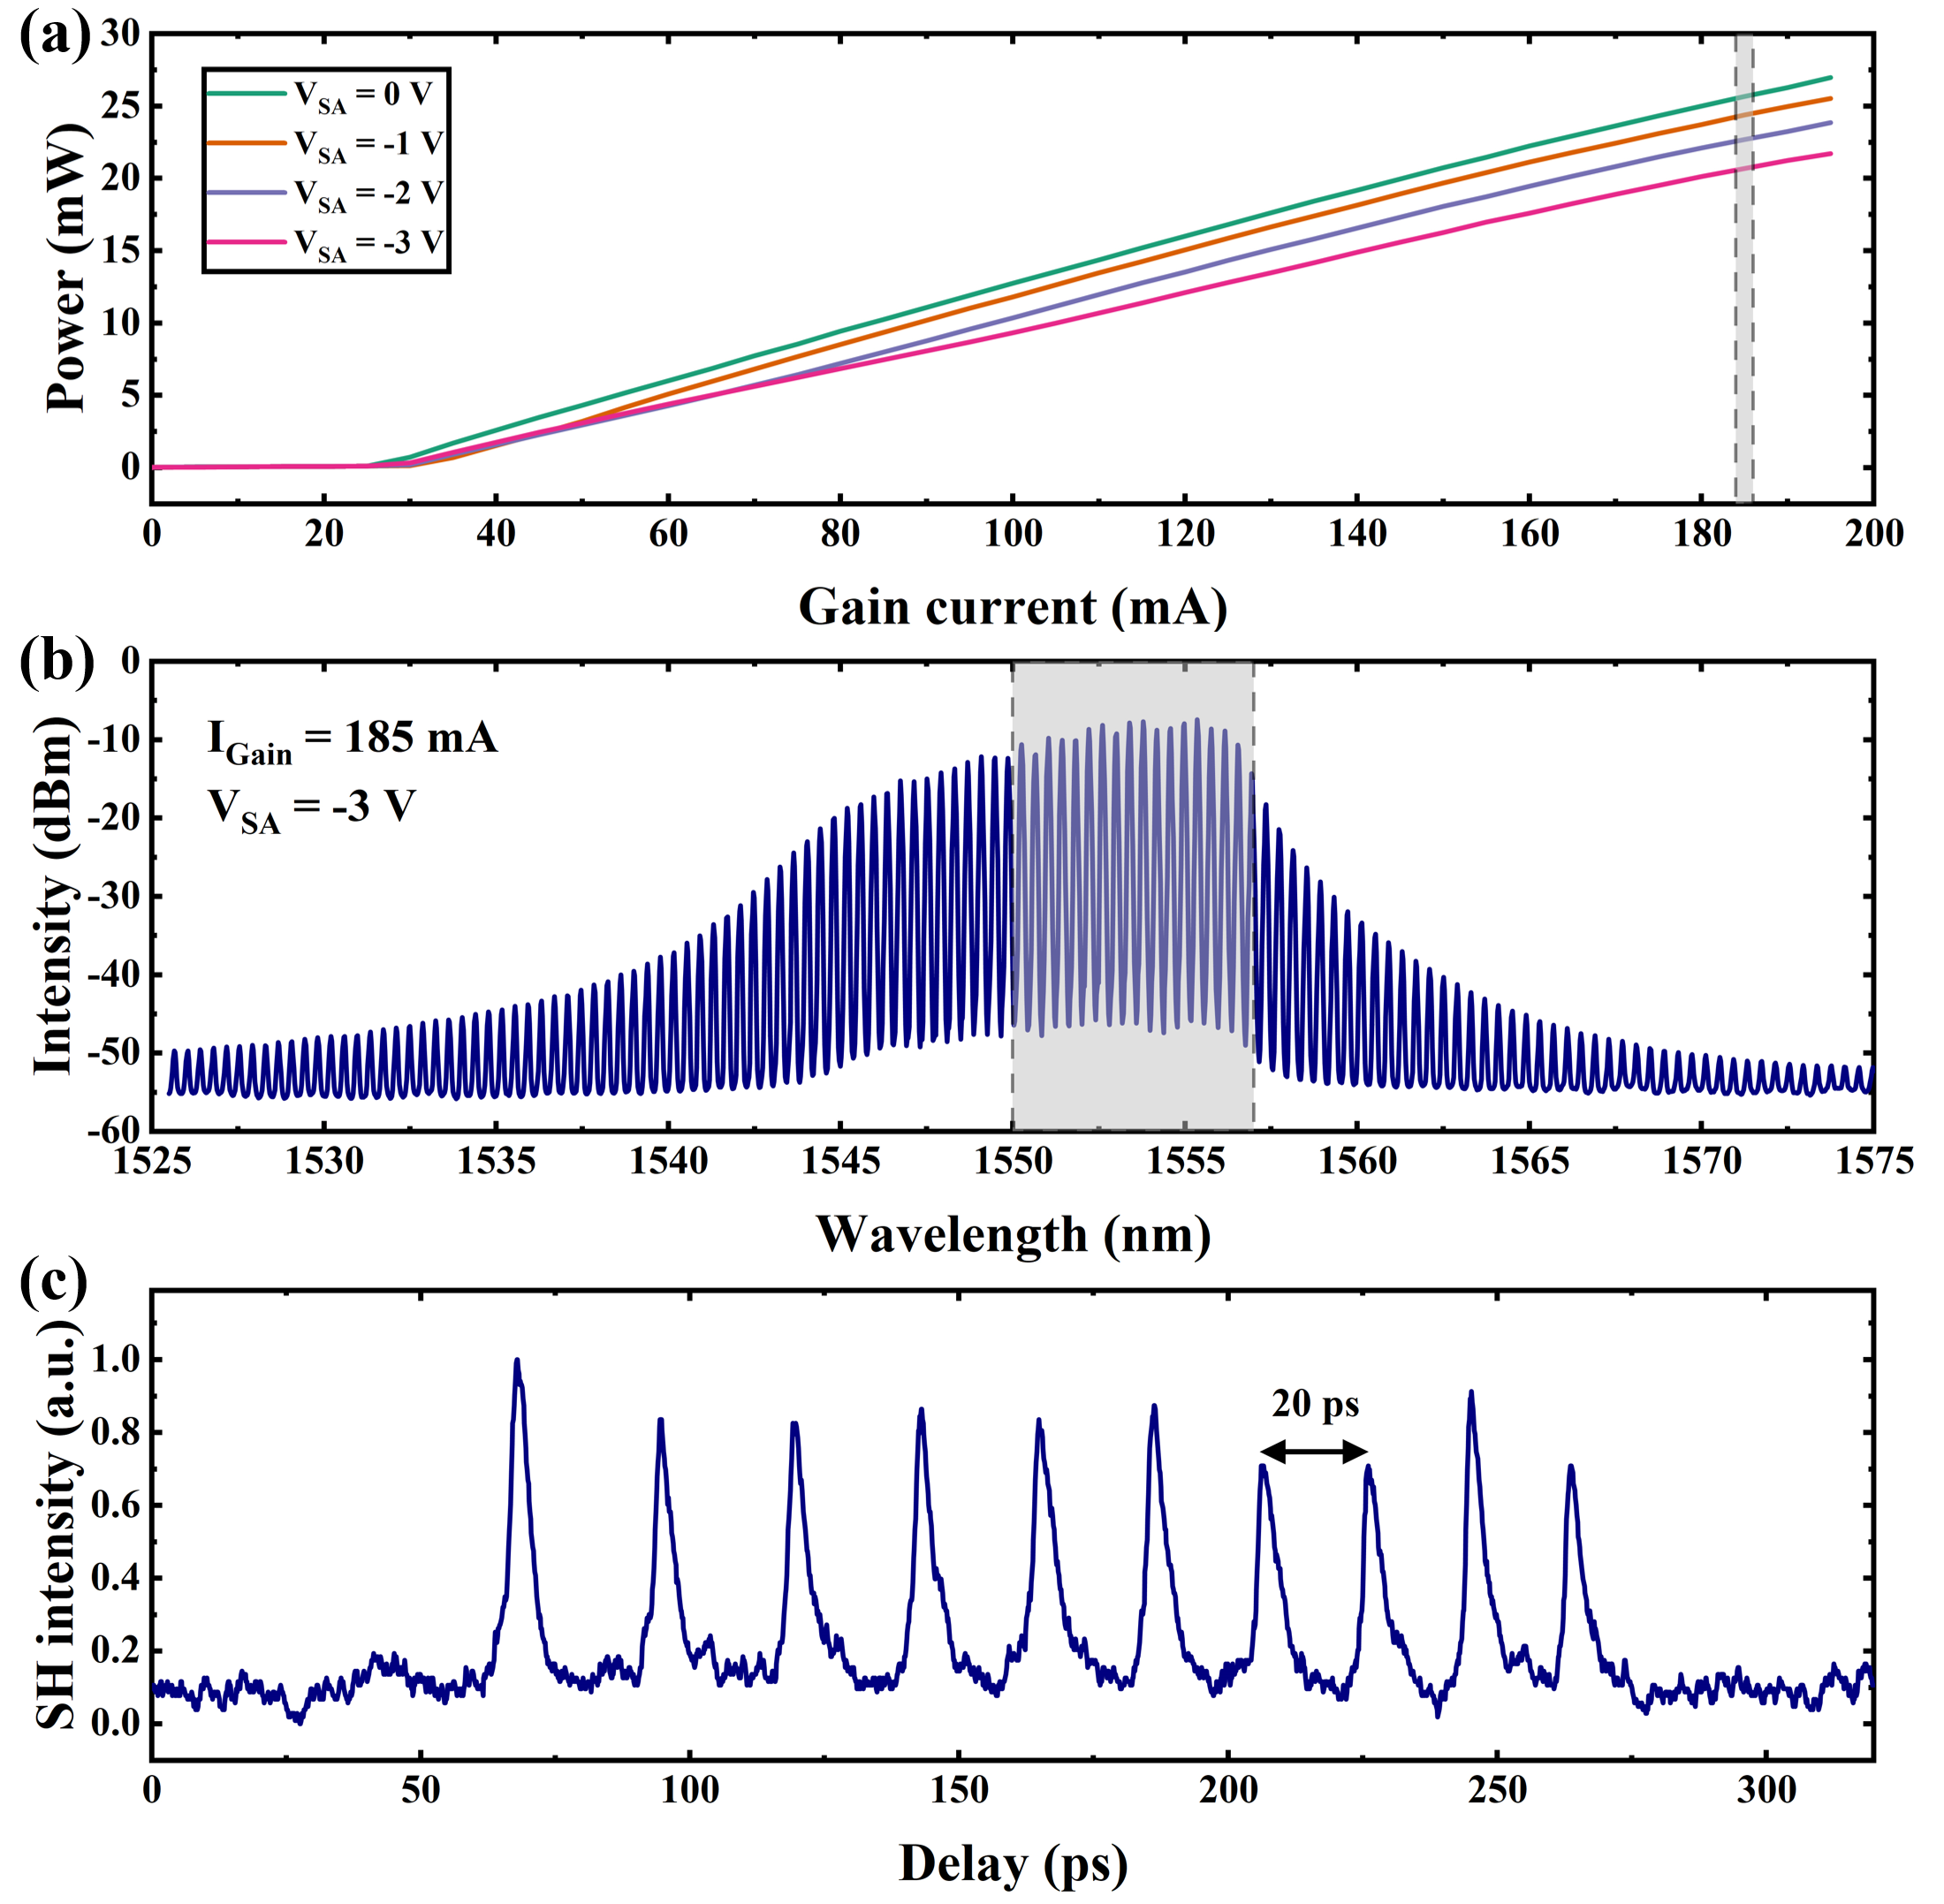 (a)
30
25
20
15
10
5
0
Power (mW)
V_SA = 0 V
V_SA = -1 V
V_SA = -2 V
V_SA = -3 V
0 20 40 60 80 100 120 140 160 180 200
Gain current (mA)
(b)
0
-10
-20
-30
-40
-50
-60
Intensity (dBm)
I_Gain = 185 mA
V_SA = -3 V
1525 1530 1535 1540 1545 1550 1555 1560 1565 1570 1575
Wavelength (nm)
(c)
1.0
0.8
0.6
0.4
0.2
0.0
SH intensity (a.u.)
20 ps
0 50 100 150 200 250 300
Delay (ps)